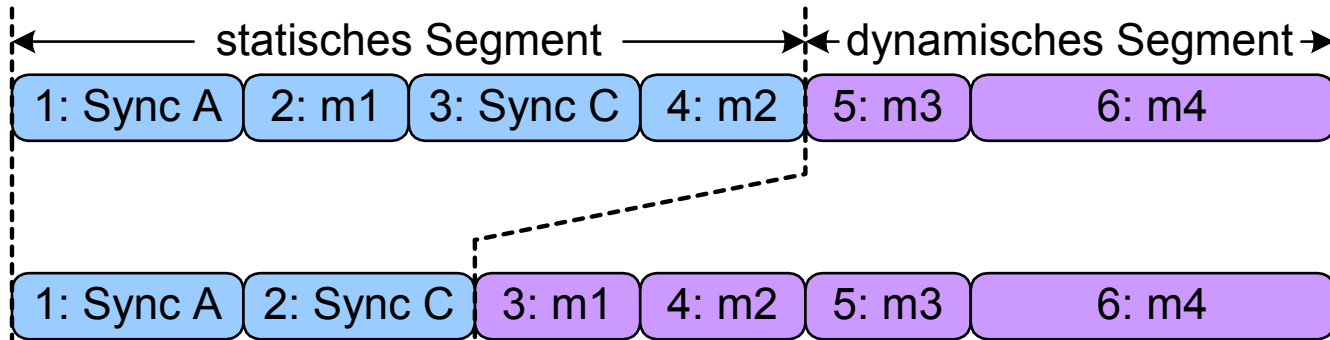 statisches Segment dynamisches Segment
1: Sync A 2: m1 3: Sync C 4: m2 5: m3 6: m4
1: Sync A 2: Sync C 3: m1 4: m2 5: m3 6: m4